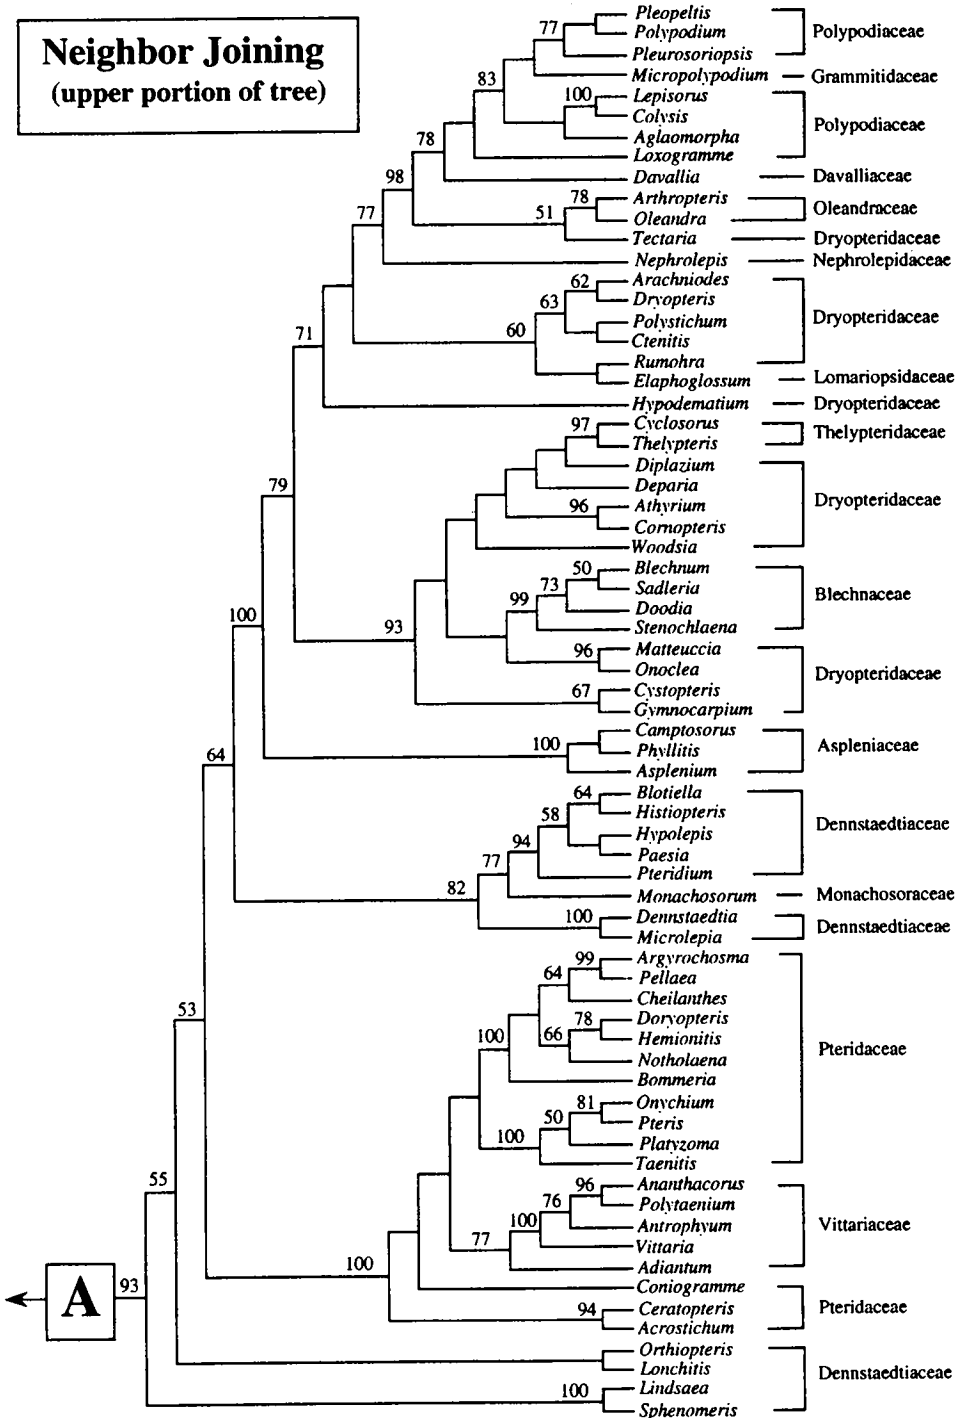 Neighbor Joining
(upper portion of tree)
Pleopeltis
77
Polypodium
Polypodiaceae
Pleurosoriopsis
Micropolypodium
Grammitidaceae
83
Lepisorus
100
Colysis
Polypodiaceae
Aglaomorpha
78
Loxogramme
Davallia
Davalliaceae
98
Arthropteris
78
Oleandraceae
77
51
Oleandra
Tectaria
Dryopteridaceae
Nephrolepis
Nephrolepidaceae
Arachniodes
62
Dryopteris
63
Dryopteridaceae
Polystichum
71
60
Ctenitis
Rumohra
Elaphoglossum
Lomariopsidaceae
Hypodematium
Dryopteridaceae
Cyclosorus
97
Thelypteridaceae
Thelypteris
Diplazium
79
Deparia
Dryopteridaceae
96
Athyrium
Cornopteris
Woodsia
50
Blechnum
73
Sadleria
Blechnaceae
99
Doodia
100
93
Stenochlaena
96
Matteuccia
Onoclea
Dryopteridaceae
67
Cystopteris
Gymnocarpium
Camptosorus
64
100
Phyllitis
Aspleniaceae
Asplenium
64
Blotiella
Histiopteris
58
Dennstaedtiaceae
94
Hypolepis
Paesia
77
Pteridium
82
Monachosorum
Monachosoraceae
100
Dennstaedtia
Dennstaedtiaceae
Microlepia
99
Argyrochosma
64
Pellaea
Cheilanthes
53
78
Doryopteris
100
66
Hemionitis
Pteridaceae
Notholaena
Bommeria
81
Onychium
50
Pteris
100
Platyzoma
Taenitis
55
96
Ananthacorus
76
Polytaenium
100
Antrophyum
Vittariaceae
77
Vittaria
100
Adiantum
93
Coniogramme
A
94
Ceratopteris
Pteridaceae
Acrostichum
Orthiopteris
Lonchitis
Dennstaedtiaceae
100
Lindsaea
Sphenomeris